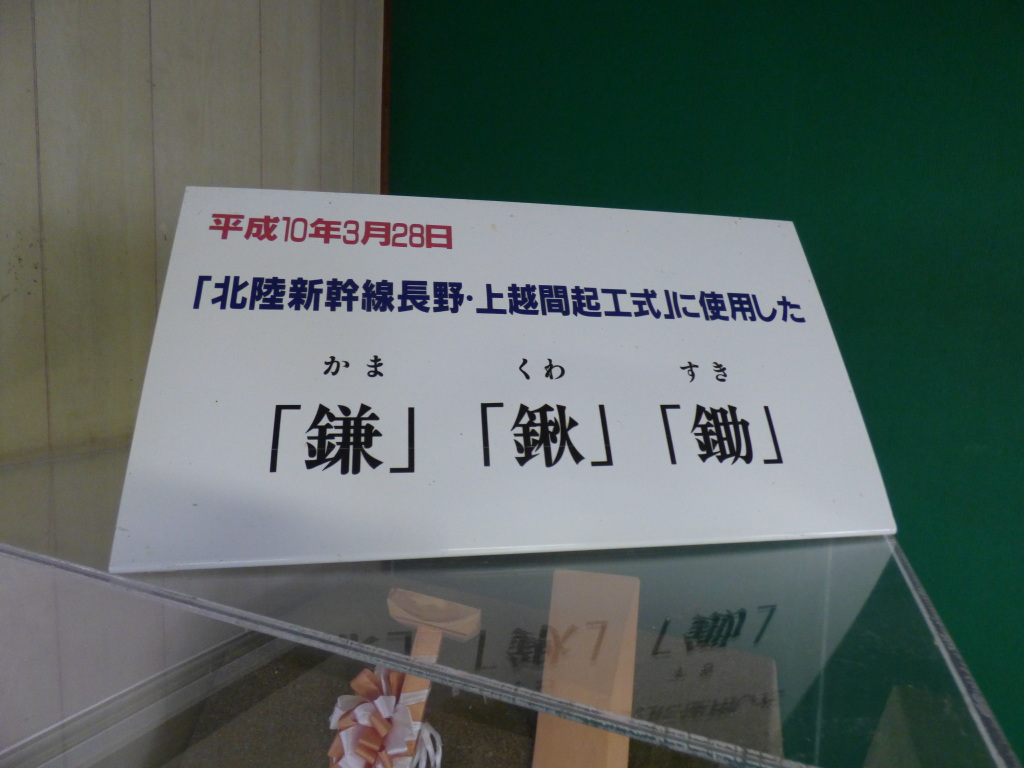 平成10年3月28日
「北陸新幹線長野･上越間起工式」に使用した
かま くわ すき
「鎌」「鍬」「鋤」